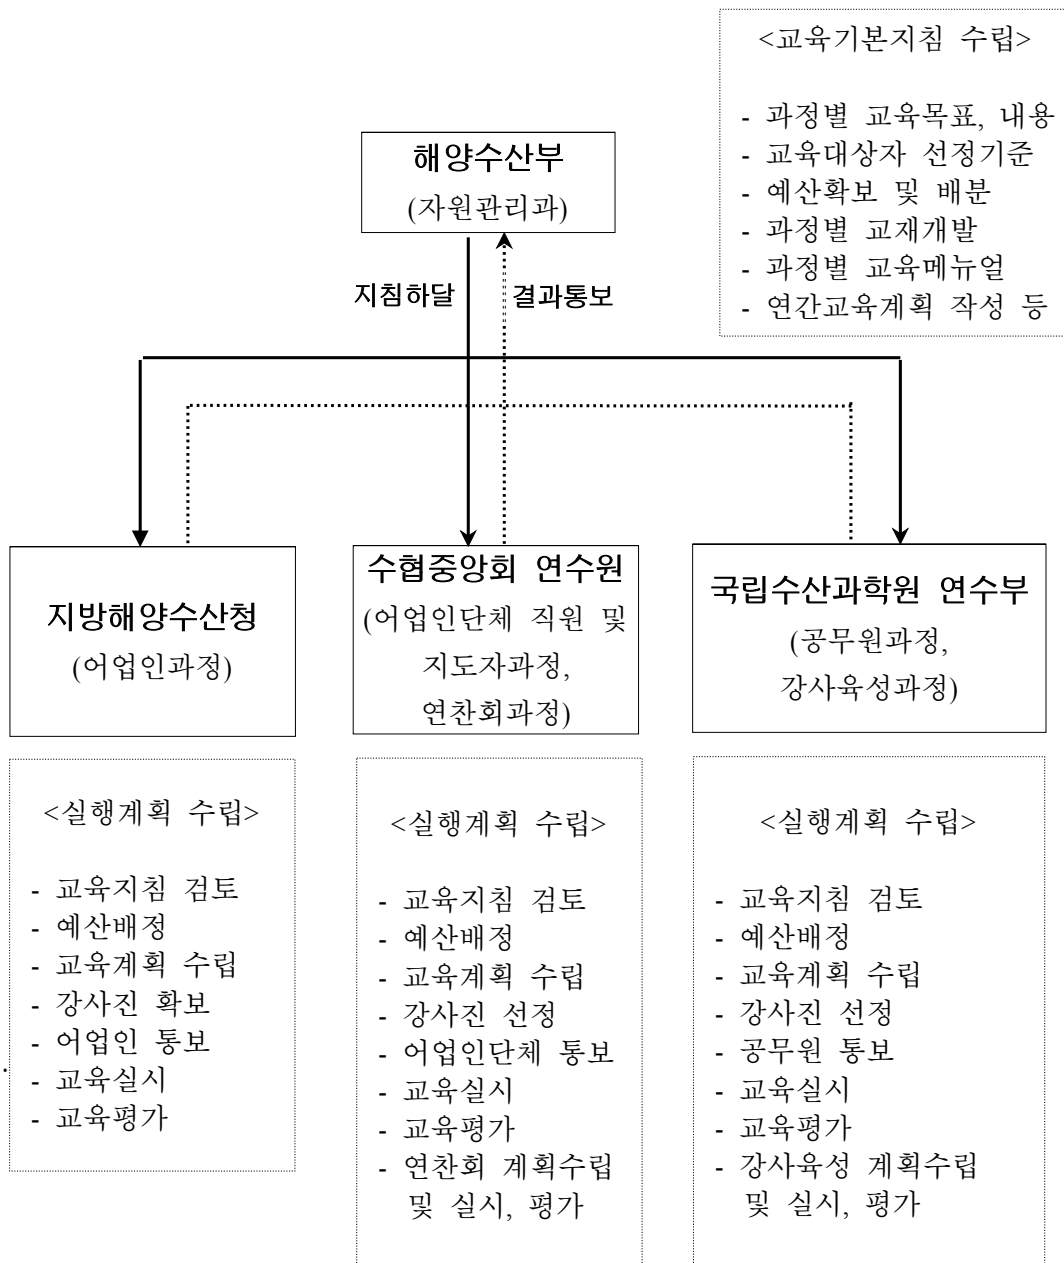 <교육기본지침 수립>
- 과정별 교육목표, 내용
- 교육대상자 선정기준
- 예산확보 및 배분
- 과정별 교재개발
- 과정별 교육메뉴얼
- 연간교육계획 작성 등
해양수산부
(자원관리과)
지침하달
결과통보
지방해양수산청
(어업인과정)
수협중앙회 연수원
(어업인단체 직원 및
지도자과정,
연찬회과정)
국립수산과학원 연수부
(공무원과정,
강사육성과정)
<실행계획 수립>
- 교육지침 검토
- 예산배정
- 교육계획 수립
- 강사진 확보
- 어업인 통보
- 교육실시
- 교육평가
<실행계획 수립>
- 교육지침 검토
- 예산배정
- 교육계획 수립
- 강사진 선정
- 어업인단체 통보
- 교육실시
- 교육평가
- 연찬회 계획수립
및 실시, 평가
<실행계획 수립>
- 교육지침 검토
- 예산배정
- 교육계획 수립
- 강사진 선정
- 공무원 통보
- 교육실시
- 교육평가
- 강사육성 계획수립
및 실시, 평가